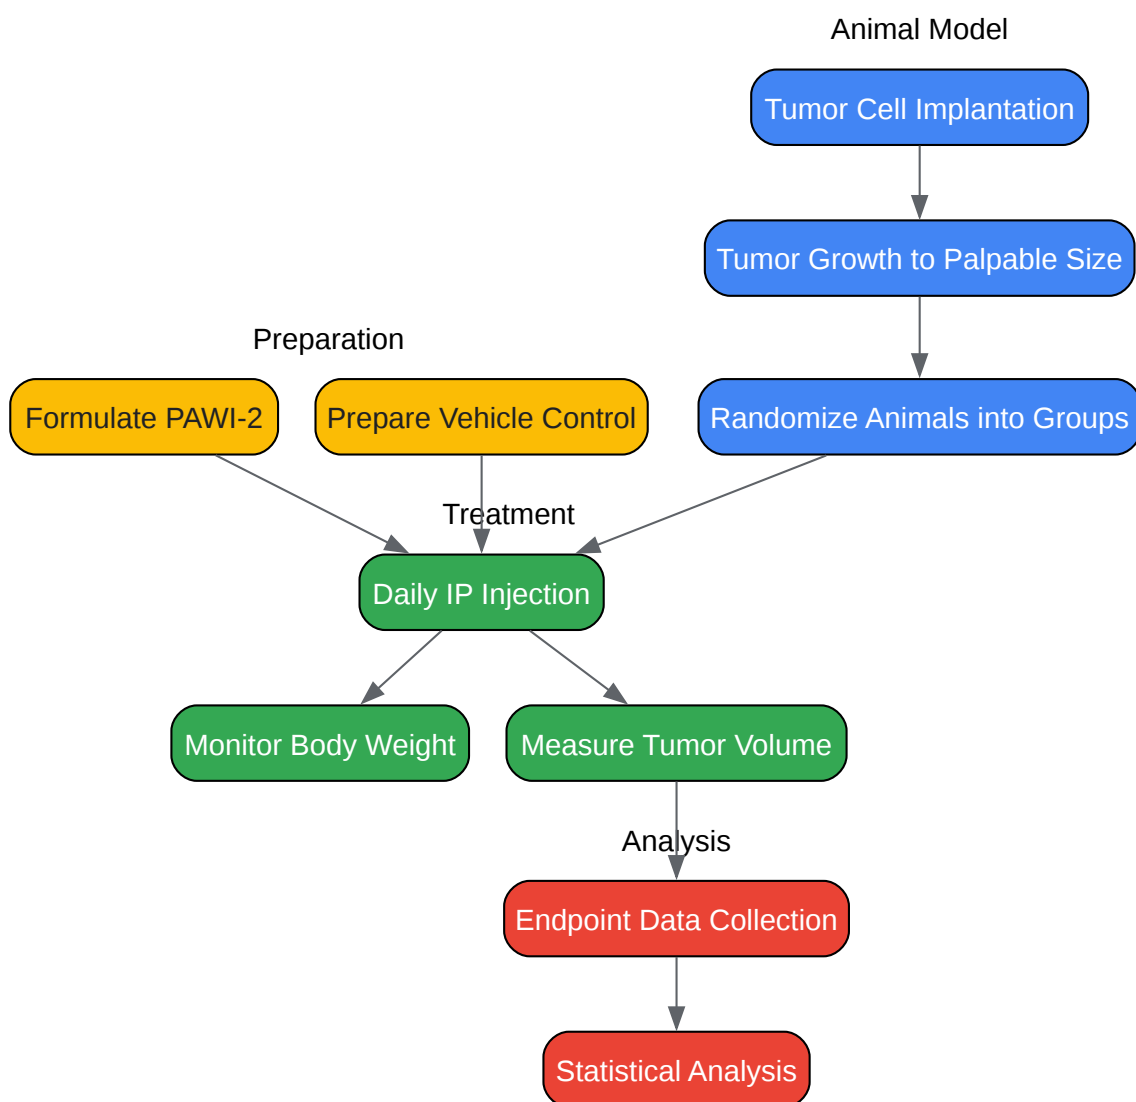 Animal Model
Tumor Cell Implantation
Tumor Growth to Palpable Size
Preparation
Formulate PAWI-2
Prepare Vehicle Control
Randomize Animals into Groups
Treatment
Daily IP Injection
Monitor Body Weight
Measure Tumor Volume
Analysis
Endpoint Data Collection
Statistical Analysis